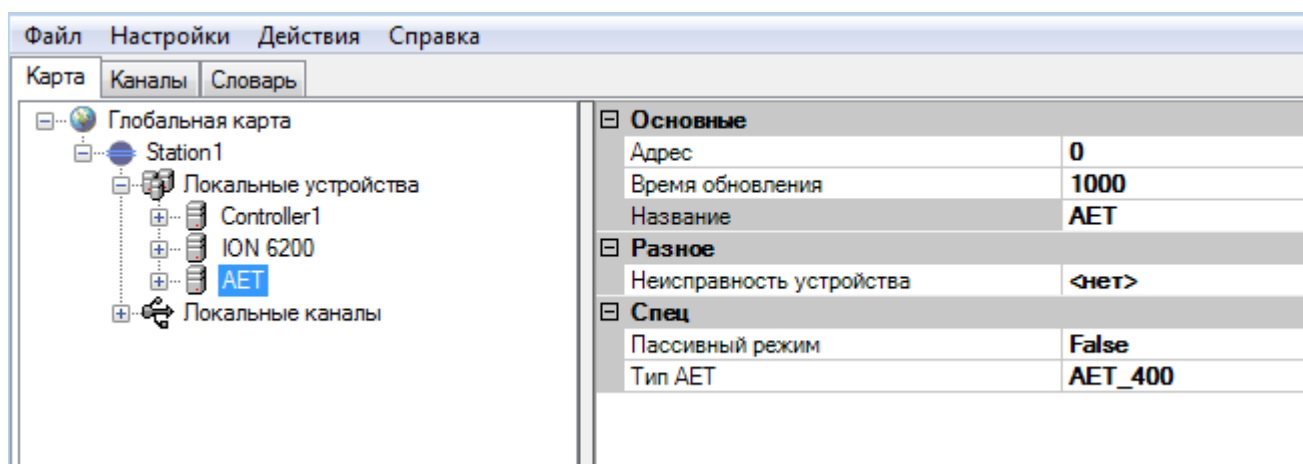 Файл Настройки Действия Справка
Карта Каналы Словарь
Глобальная карта
Station1
Локальные устройства
Controller1
ION 6200
AET
Локальные каналы
Основные
Адрес 0
Время обновления 1000
Название AET
Разное
Неисправность устройства <нет>
Спец
Пассивный режим False
Тип AET AET_400